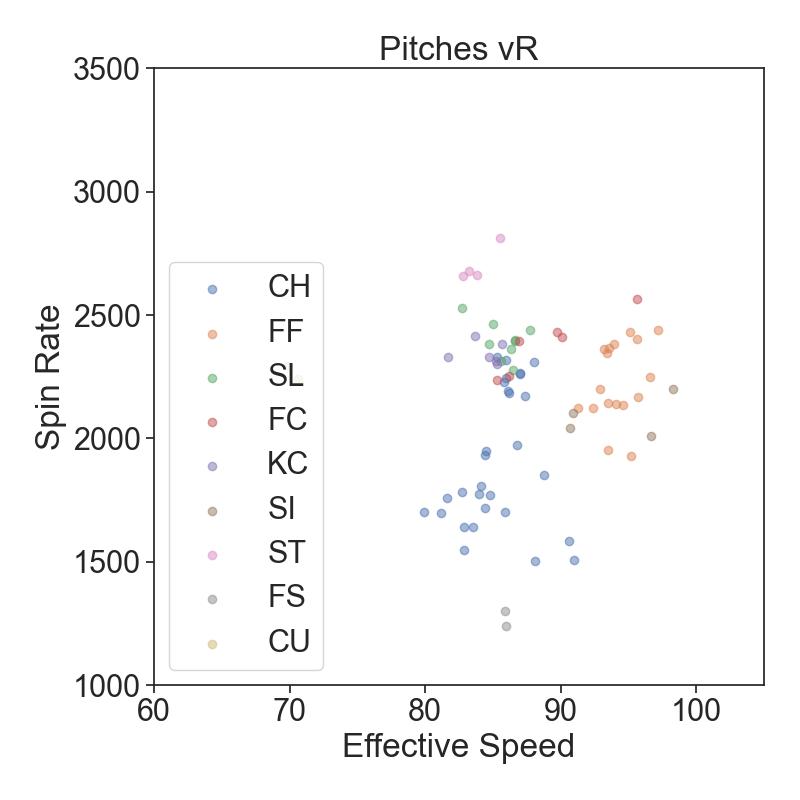 Pitches vR
3500
3000
2500
2000
1500
1000
Spin Rate
CH
FF
SL
FC
KC
SI
ST
FS
CU
60 70 80 90 100
Effective Speed